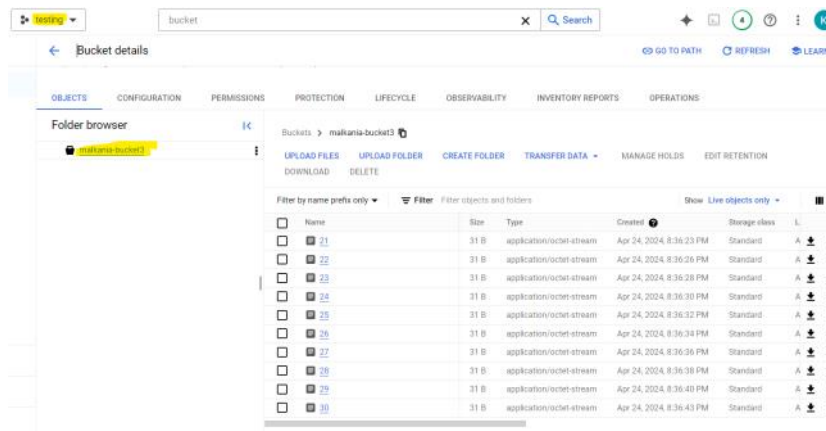 testing
bucket
Search
4
K
Bucket details
GO TO PATH
REFRESH
LEARN
OBJECTS CONFIGURATION PERMISSIONS PROTECTION LIFECYCLE OBSERVABILITY INVENTORY REPORTS OPERATIONS
Folder browser
malkania-bucket3
Buckets > malkania-bucket3
UPLOAD FILES UPLOAD FOLDER CREATE FOLDER TRANSFER DATA MANAGE HOLDS EDIT RETENTION
DOWNLOAD DELETE
Filter by name prefix only Filter Filter objects and folders Show Live objects only
Name Size Type Created Storage class L
21 31 B application/octet-stream Apr 24, 2024, 8:36:23 PM Standard A
22 31 B application/octet-stream Apr 24, 2024, 8:36:26 PM Standard A
23 31 B application/octet-stream Apr 24, 2024, 8:36:28 PM Standard A
24 31 B application/octet-stream Apr 24, 2024, 8:36:30 PM Standard A
25 31 B application/octet-stream Apr 24, 2024, 8:36:32 PM Standard A
26 31 B application/octet-stream Apr 24, 2024, 8:36:34 PM Standard A
27 31 B application/octet-stream Apr 24, 2024, 8:36:36 PM Standard A
28 31 B application/octet-stream Apr 24, 2024, 8:36:38 PM Standard A
29 31 B application/octet-stream Apr 24, 2024, 8:36:40 PM Standard A
30 31 B application/octet-stream Apr 24, 2024, 8:36:43 PM Standard A